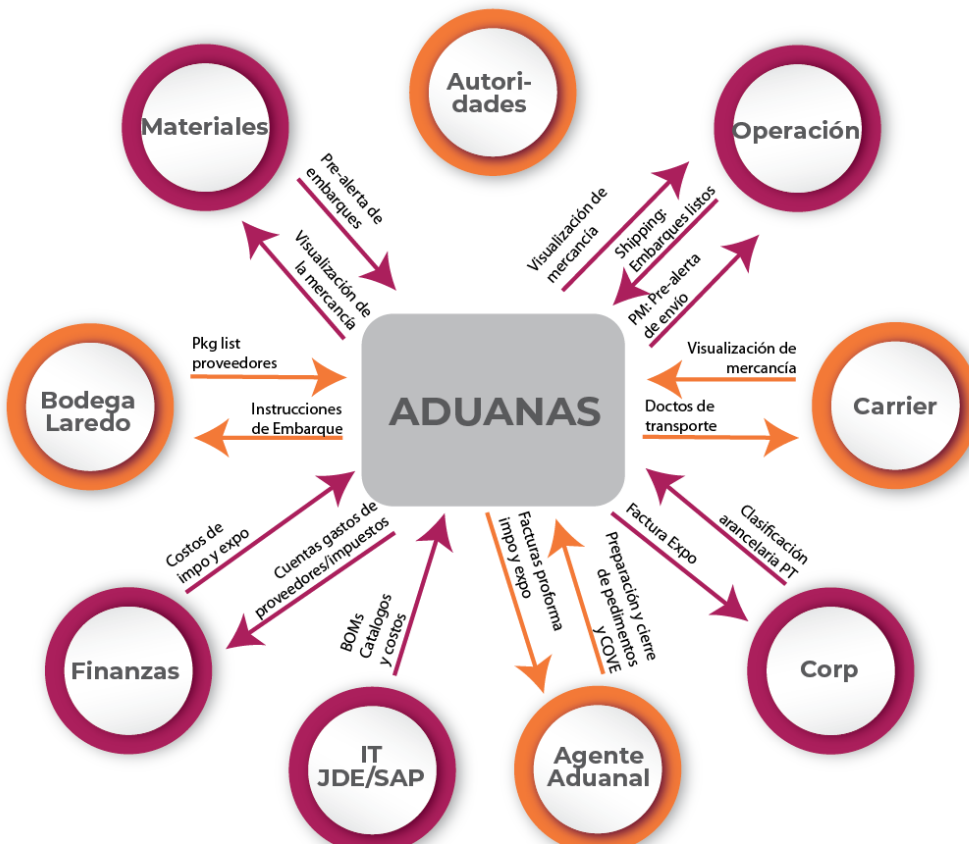 Autori-
dades
Materiales
Operación
Pre-alerta de
embarques
Visualización de
la mercancía
Visualización de
mercancía
Shipping:
Embarques listos
PM: Pre-alerta
de envío
Pkg list
proveedores
Instrucciones
de Embarque
Bodega
Laredo
ADUANAS
Visualización de
mercancía
Doctos de
transporte
Carrier
Costos de
impo y expo
Cuentas gastos de
proveedores/impuestos
BOMs
Catalogos
y costos
Facturas proforma
impo y expo
Preparación y cierre
de pedimentos
y COVE
Factura Expo
Clasificación
arancelaria PT
Finanzas
IT
JDE/SAP
Agente
Aduanal
Corp